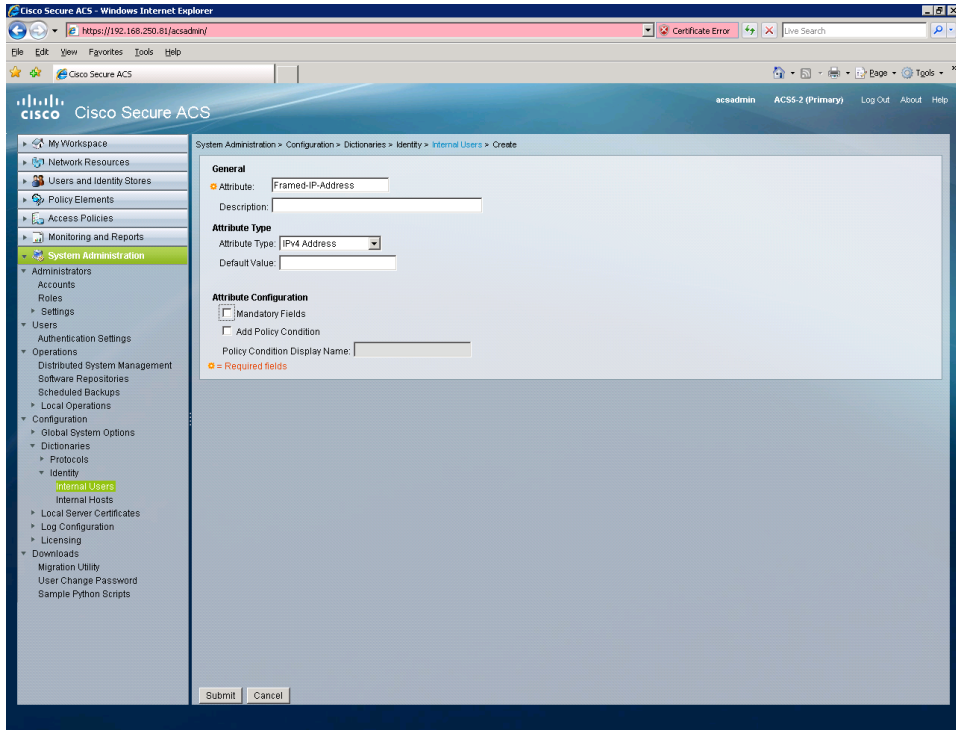 Cisco Secure ACS - Windows Internet Explorer
https://192.168.250.81/acsadmin/
Certificate Error
Live Search
File Edit View Favorites Tools Help
Cisco Secure ACS
Page Tools
CISCO Cisco Secure ACS
acsadmin ACS5-2 (Primary) Log Out About Help
My Workspace
Network Resources
Users and Identity Stores
Policy Elements
Access Policies
Monitoring and Reports
System Administration
Administrators
Accounts
Roles
Settings
Users
Authentication Settings
Operations
Distributed System Management
Software Repositories
Scheduled Backups
Local Operations
Configuration
Global System Options
Dictionaries
Protocols
Identity
Internal Users
Internal Hosts
Local Server Certificates
Log Configuration
Licensing
Downloads
Migration Utility
User Change Password
Sample Python Scripts
System Administration > Configuration > Dictionaries > Identity > Internal Users > Create
General
Attribute: Framed-IP-Address
Description:
Attribute Type
Attribute Type: IPv4 Address
Default Value:
Attribute Configuration
Mandatory Fields
Add Policy Condition
Policy Condition Display Name:
= Required fields
Submit Cancel